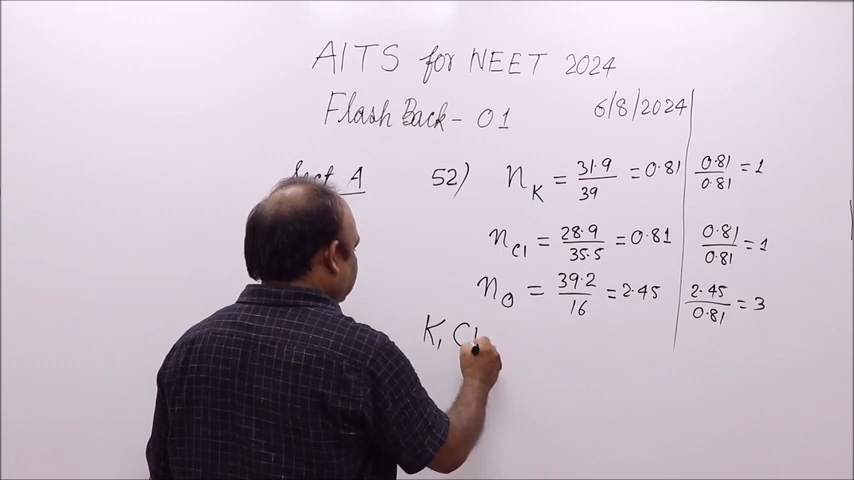 AITS for NEET 2024
Flash Back - 01 6/8/2024
Sect A 52) n_K = 31.9/39 = 0.81 0.81/0.81 = 1
n_Cl = 28.9/35.5 = 0.81 0.81/0.81 = 1
n_O = 39.2/16 = 2.45 2.45/0.81 = 3
K, Cl